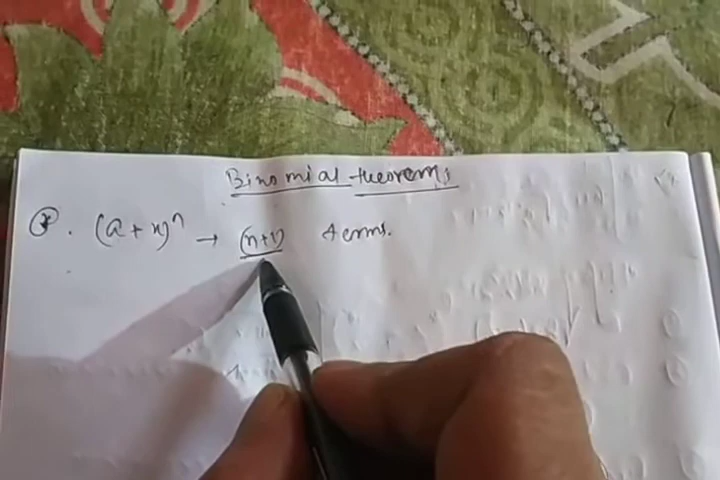 Binomial theorems
(*). (a + x)ⁿ → (n+1) terms.